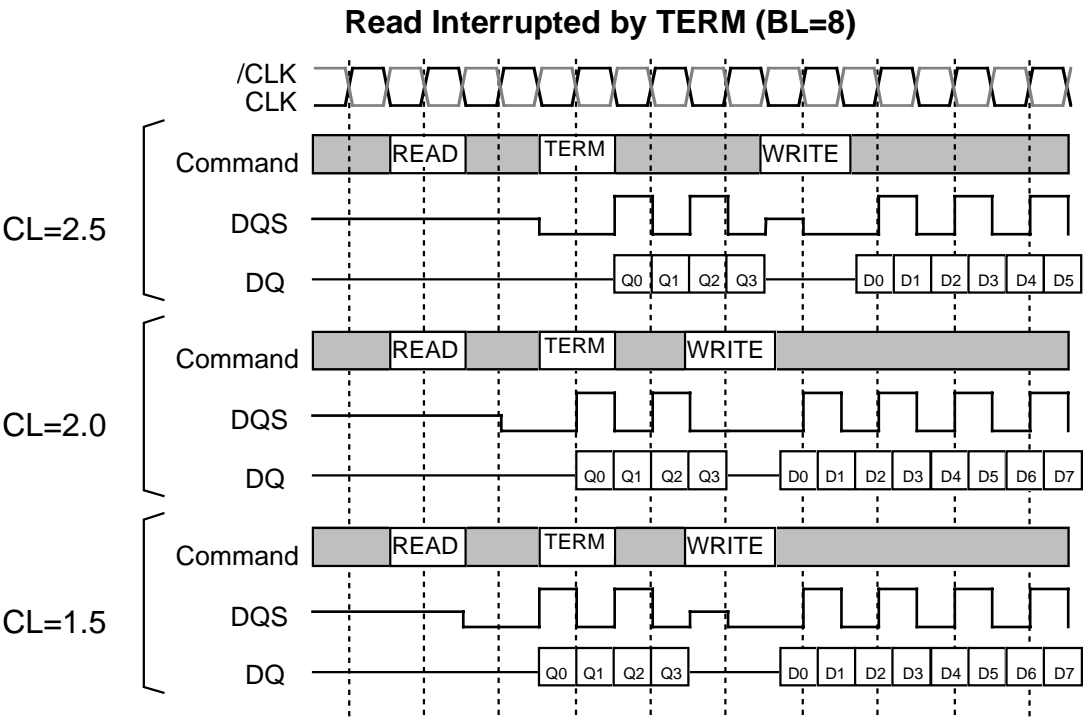 Read Interrupted by TERM (BL=8)
/CLK
CLK
Command READ TERM WRITE
CL=2.5
DQS
DQ Q0 Q1 Q2 Q3 D0 D1 D2 D3 D4 D5
Command READ TERM WRITE
CL=2.0
DQS
DQ Q0 Q1 Q2 Q3 D0 D1 D2 D3 D4 D5 D6 D7
Command READ TERM WRITE
CL=1.5
DQS
DQ Q0 Q1 Q2 Q3 D0 D1 D2 D3 D4 D5 D6 D7